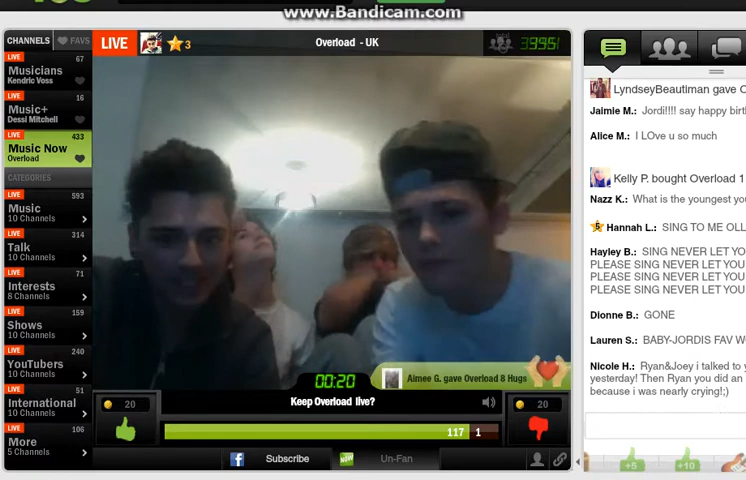 www.Bandicam.com
CHANNELS FAVS
LIVE 67
Musicians
Kendric Voss
LIVE 16
Music+
Dessi Mitchell
LIVE 433
Music Now
Overload
CATEGORIES
LIVE 593
Music
10 Channels
LIVE 314
Talk
10 Channels
LIVE 71
Interests
8 Channels
LIVE 159
Shows
10 Channels
LIVE 240
YouTubers
10 Channels
LIVE 51
International
10 Channels
LIVE 106
More
5 Channels
LIVE 3 Overload - UK
00:20
Aimee G. gave Overload 8 Hugs
20 Keep Overload live? 20
117 1
Subscribe NOW Un-Fan
LyndseyBeautiman gave O
Jaimie M.: Jordi!!!! say happy birt
Alice M.: I LOve u so much
Kelly P. bought Overload 1
Nazz K.: What is the youngest yo
5 Hannah L.: SING TO ME OLL
Hayley B.: SING NEVER LET YO
PLEASE SING NEVER LET YOU
PLEASE SING NEVER LET YOU
PLEASE SING NEVER LET YOU
Dionne B.: GONE
Lauren S.: BABY-JORDIS FAV W
Nicole H.: Ryan&Joey i talked to y
yesterday! Then Ryan you did an
because i was nearly crying!;)
+5 +10